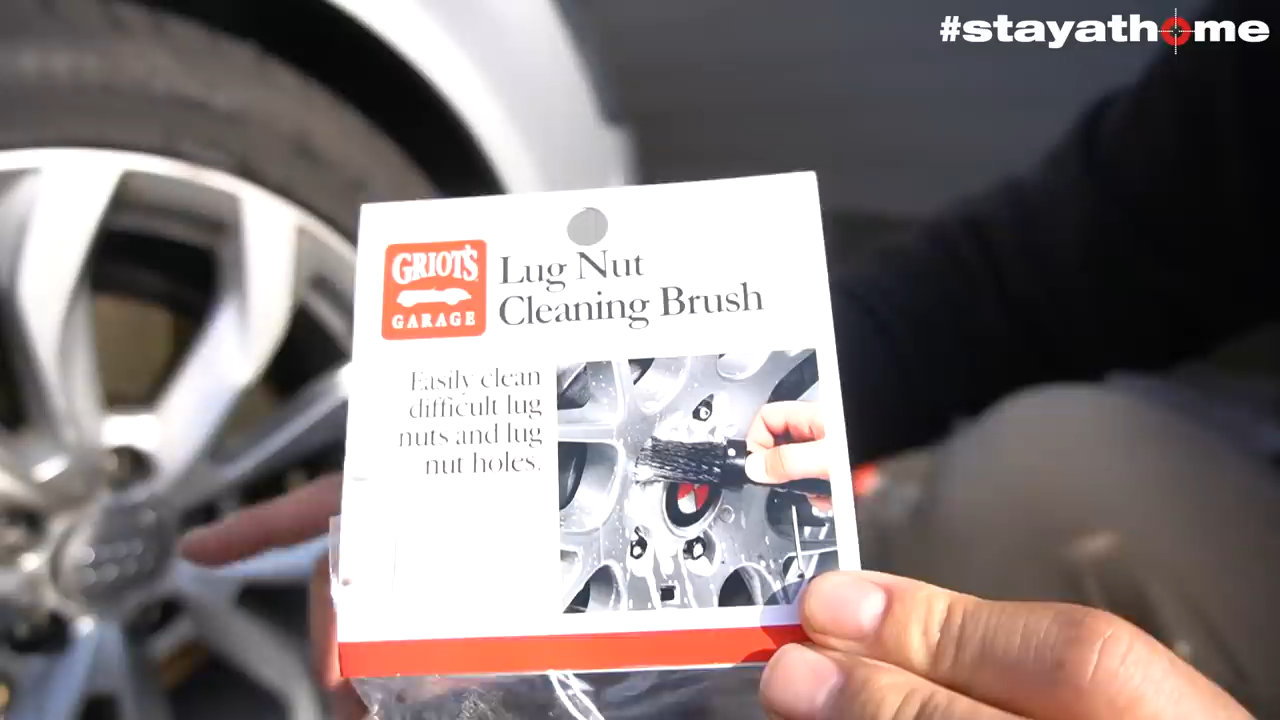 #stayathome
GRIOT'S
GARAGE
Lug Nut
Cleaning Brush
Easily clean
difficult lug
nuts and lug
nut holes.